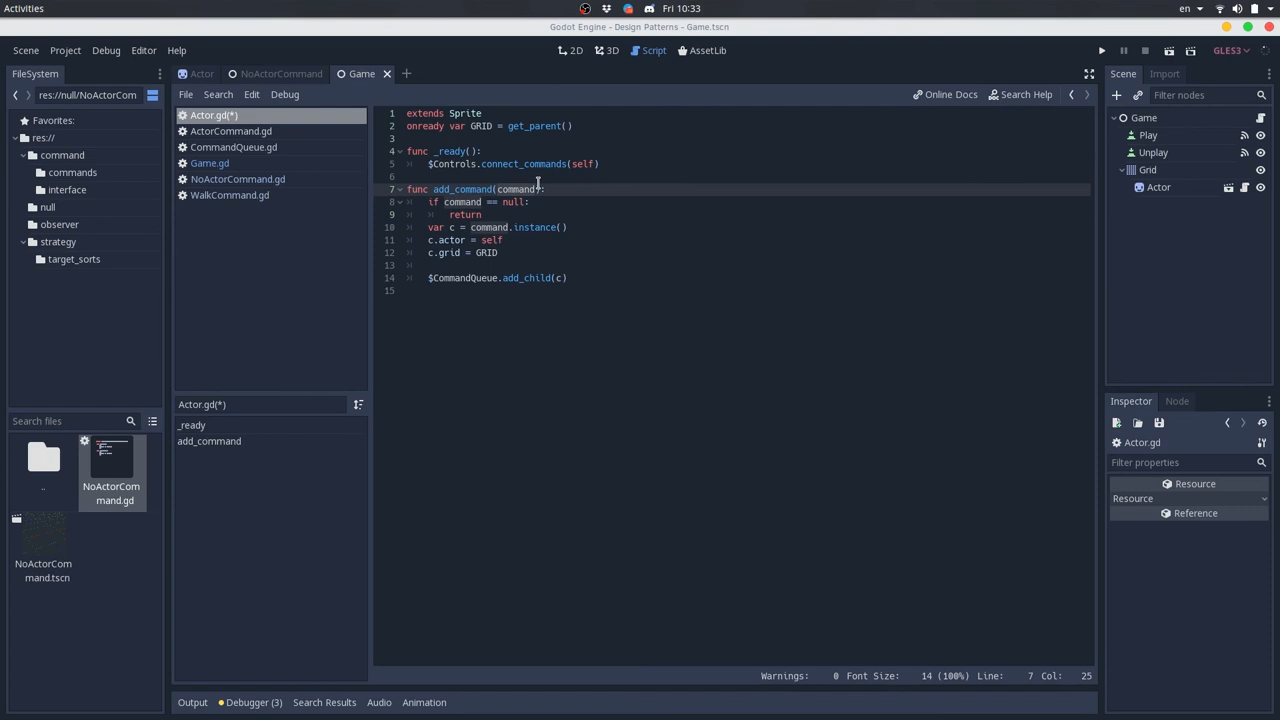 Activities
Fri 10:33
en
Godot Engine - Design Patterns - Game.tscn
Scene Project Debug Editor Help
2D 3D Script AssetLib
GLES3
FileSystem
res://null/NoActorCom
Favorites:
res://
command
commands
interface
null
observer
strategy
target_sorts
Search files
..
NoActorCom
mand.gd
NoActorCom
mand.tscn
Actor NoActorCommand Game
File Search Edit Debug
Online Docs Search Help
Actor.gd(*)
ActorCommand.gd
CommandQueue.gd
Game.gd
NoActorCommand.gd
WalkCommand.gd
Actor.gd(*)
_ready
add_command
1 extends Sprite
2 onready var GRID = get_parent()
3
4 func _ready():
5 $Controls.connect_commands(self)
6
7 func add_command(command):
8 if command == null:
9 return
10 var c = command.instance()
11 c.actor = self
12 c.grid = GRID
13
14 $CommandQueue.add_child(c)
15
Warnings: 0 Font Size: 14 (100%) Line: 7 Col: 25
Output Debugger (3) Search Results Audio Animation
Scene Import
Filter nodes
Game
Play
Unplay
Grid
Actor
Inspector Node
Actor.gd
Filter properties
Resource
Resource
Reference